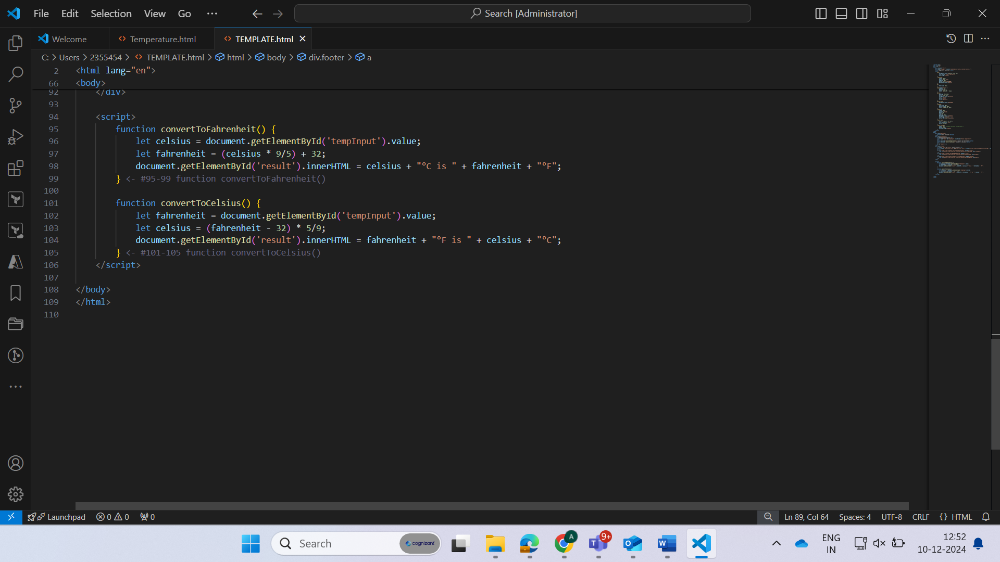 File Edit Selection View Go ··· Search [Administrator]
Welcome Temperature.html TEMPLATE.html
C: > Users > 2355454 > TEMPLATE.html > html > body > div.footer > a
2 <html lang="en">
66 <body>
92 </div>
93
94 <script>
95 function convertToFahrenheit() {
96 let celsius = document.getElementById('tempInput').value;
97 let fahrenheit = (celsius * 9/5) + 32;
98 document.getElementById('result').innerHTML = celsius + "°C is " + fahrenheit + "°F";
99 } <- #95-99 function convertToFahrenheit()
100
101 function convertToCelsius() {
102 let fahrenheit = document.getElementById('tempInput').value;
103 let celsius = (fahrenheit - 32) * 5/9;
104 document.getElementById('result').innerHTML = fahrenheit + "°F is " + celsius + "°C";
105 } <- #101-105 function convertToCelsius()
106 </script>
107
108 </body>
109 </html>
110
Launchpad 0 0 0 Ln 89, Col 64 Spaces: 4 UTF-8 CRLF {} HTML
Search cognizant A 9+ T O W ENG
IN
12:52
10-12-2024